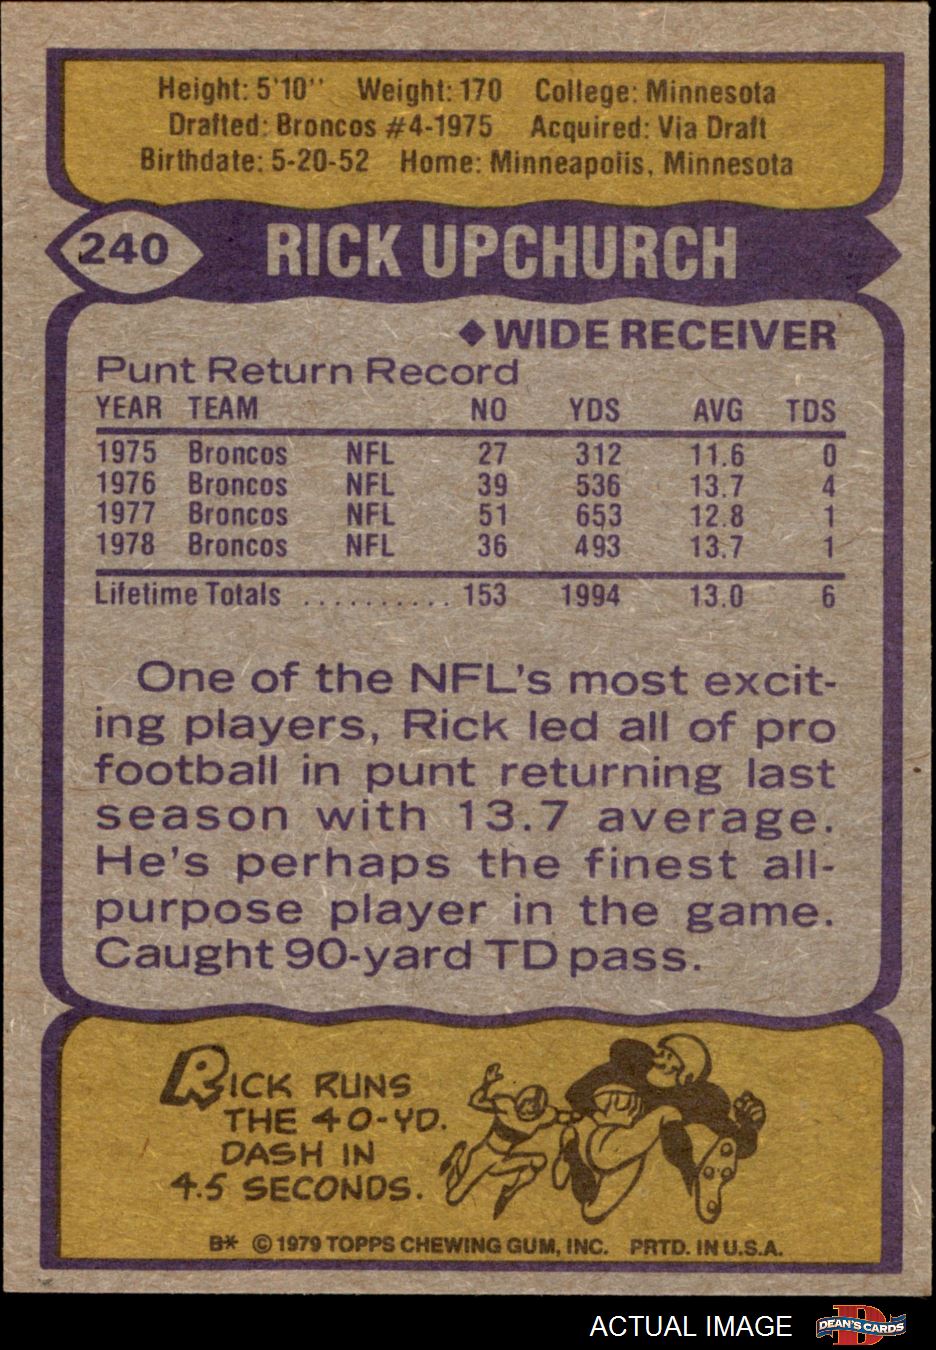 Height: 5'10'' Weight: 170 College: Minnesota
Drafted: Broncos #4-1975 Acquired: Via Draft
Birthdate: 5-20-52 Home: Minneapolis, Minnesota
240 RICK UPCHURCH
◆ WIDE RECEIVER
Punt Return Record
YEAR TEAM NO YDS AVG TDS
1975 Broncos NFL 27 312 11.6 0
1976 Broncos NFL 39 536 13.7 4
1977 Broncos NFL 51 653 12.8 1
1978 Broncos NFL 36 493 13.7 1
Lifetime Totals .......... 153 1994 13.0 6
One of the NFL's most excit-
ing players, Rick led all of pro
football in punt returning last
season with 13.7 average.
He's perhaps the finest all-
purpose player in the game.
Caught 90-yard TD pass.
RICK RUNS
THE 40-YD.
DASH IN
4.5 SECONDS.
B* © 1979 TOPPS CHEWING GUM, INC. PRTD. IN U.S.A.
ACTUAL IMAGE DEAN'S CARDS